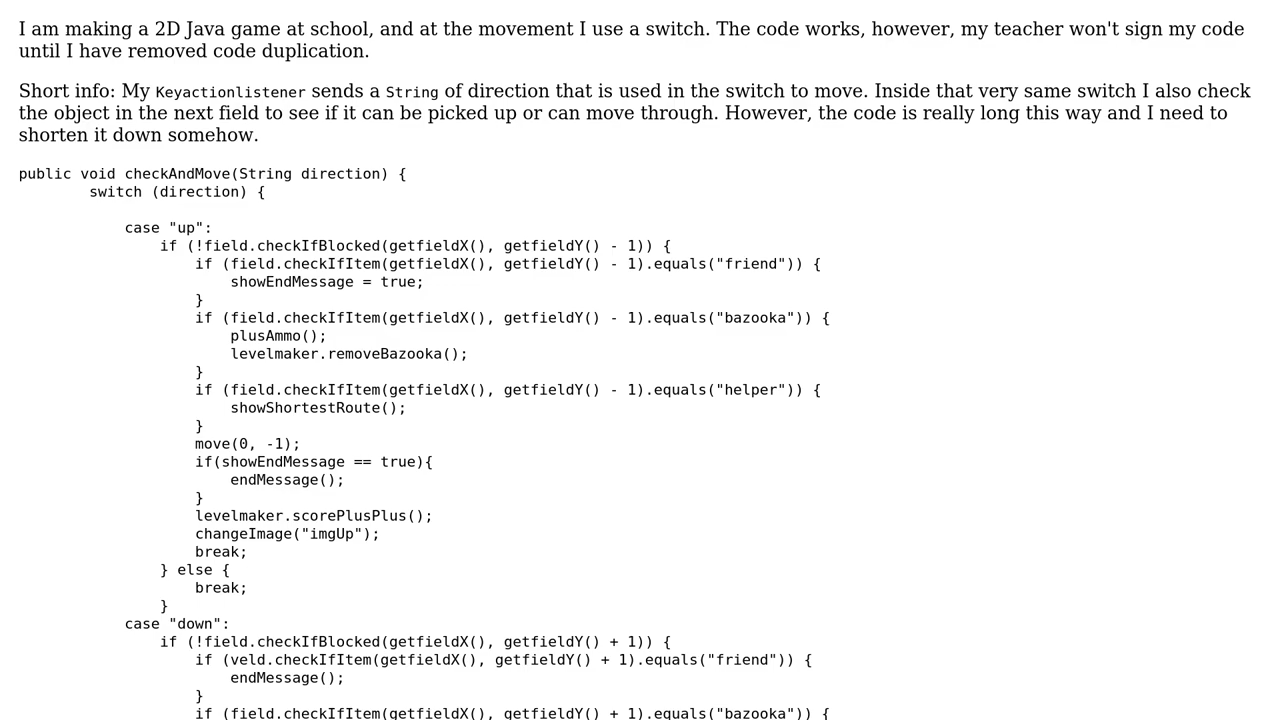 I am making a 2D Java game at school, and at the movement I use a switch. The code works, however, my teacher won't sign my code
until I have removed code duplication.
Short info: My Keyactionlistener sends a String of direction that is used in the switch to move. Inside that very same switch I also check
the object in the next field to see if it can be picked up or can move through. However, the code is really long this way and I need to
shorten it down somehow.
public void checkAndMove(String direction) {
switch (direction) {
case "up":
if (!field.checkIfBlocked(getfieldX(), getfieldY() - 1)) {
if (field.checkIfItem(getfieldX(), getfieldY() - 1).equals("friend")) {
showEndMessage = true;
}
if (field.checkIfItem(getfieldX(), getfieldY() - 1).equals("bazooka")) {
plusAmmo();
levelmaker.removeBazooka();
}
if (field.checkIfItem(getfieldX(), getfieldY() - 1).equals("helper")) {
showShortestRoute();
}
move(0, -1);
if(showEndMessage == true){
endMessage();
}
levelmaker.scorePlusPlus();
changeImage("imgUp");
break;
} else {
break;
}
case "down":
if (!field.checkIfBlocked(getfieldX(), getfieldY() + 1)) {
if (veld.checkIfItem(getfieldX(), getfieldY() + 1).equals("friend")) {
endMessage();
}
if (field.checkIfItem(getfieldX(), getfieldY() + 1).equals("bazooka")) {